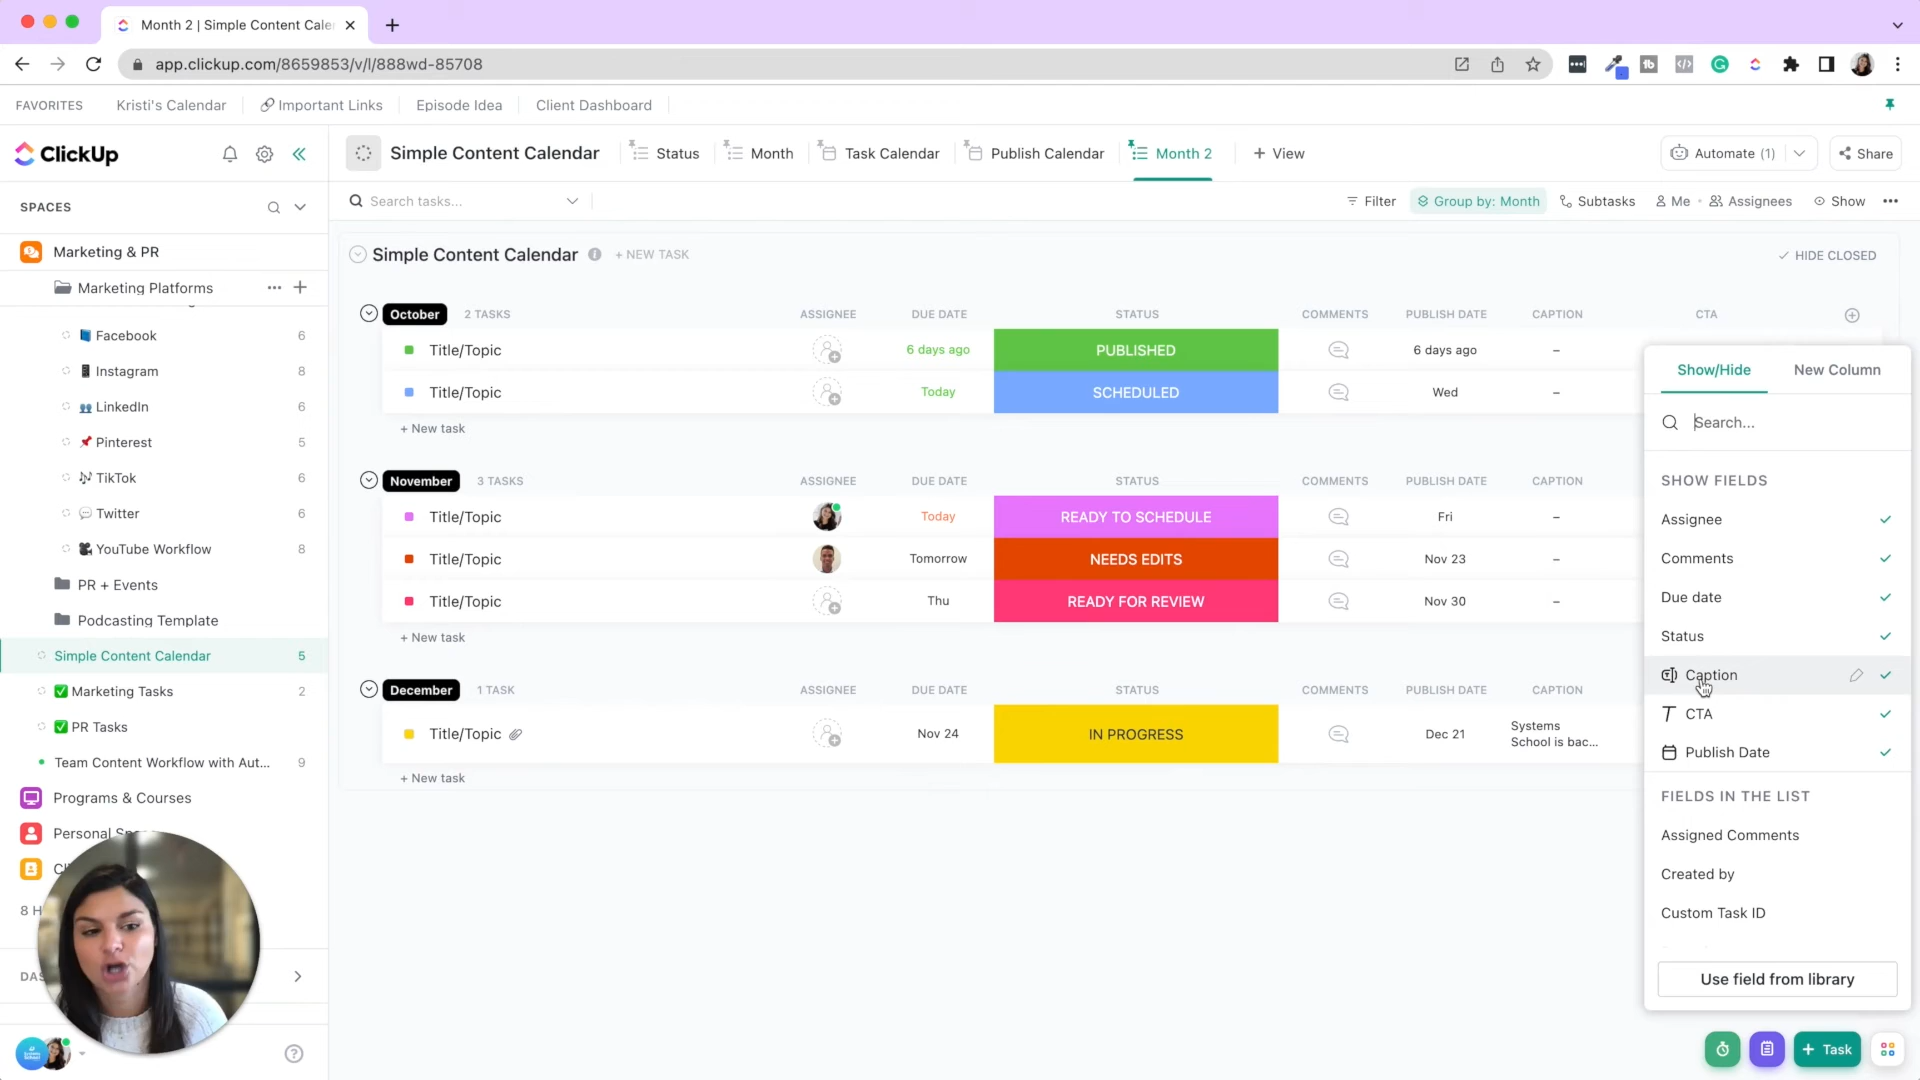 Month 2 | Simple Content Cale
app.clickup.com/8659853/v/l/888wd-85708
FAVORITES
Kristi's Calendar
Important Links
Episode Idea
Client Dashboard
ClickUp
Simple Content Calendar
Status
Month
Task Calendar
Publish Calendar
Month 2
+ View
Automate (1)
Share
SPACES
Search tasks...
Filter
Group by: Month
Subtasks
Me
Assignees
Show
Marketing & PR
Marketing Platforms
Facebook 6
Instagram 8
LinkedIn 6
Pinterest 5
TikTok 6
Twitter 6
YouTube Workflow 8
PR + Events
Podcasting Template
Simple Content Calendar 5
Marketing Tasks 2
PR Tasks
Team Content Workflow with Aut... 9
Programs & Courses
Personal Sp
Cl
8 H
DAS
Simple Content Calendar
+ NEW TASK
HIDE CLOSED
October 2 TASKS ASSIGNEE DUE DATE STATUS COMMENTS PUBLISH DATE CAPTION CTA
Title/Topic 6 days ago PUBLISHED 6 days ago –
Title/Topic Today SCHEDULED Wed –
+ New task
November 3 TASKS ASSIGNEE DUE DATE STATUS COMMENTS PUBLISH DATE CAPTION
Title/Topic Today READY TO SCHEDULE Fri –
Title/Topic Tomorrow NEEDS EDITS Nov 23 –
Title/Topic Thu READY FOR REVIEW Nov 30 –
+ New task
December 1 TASK ASSIGNEE DUE DATE STATUS COMMENTS PUBLISH DATE CAPTION
Title/Topic Nov 24 IN PROGRESS Dec 21 Systems
School is bac...
+ New task
Show/Hide
New Column
Search...
SHOW FIELDS
Assignee
Comments
Due date
Status
Caption
CTA
Publish Date
FIELDS IN THE LIST
Assigned Comments
Created by
Custom Task ID
Use field from library
+ Task